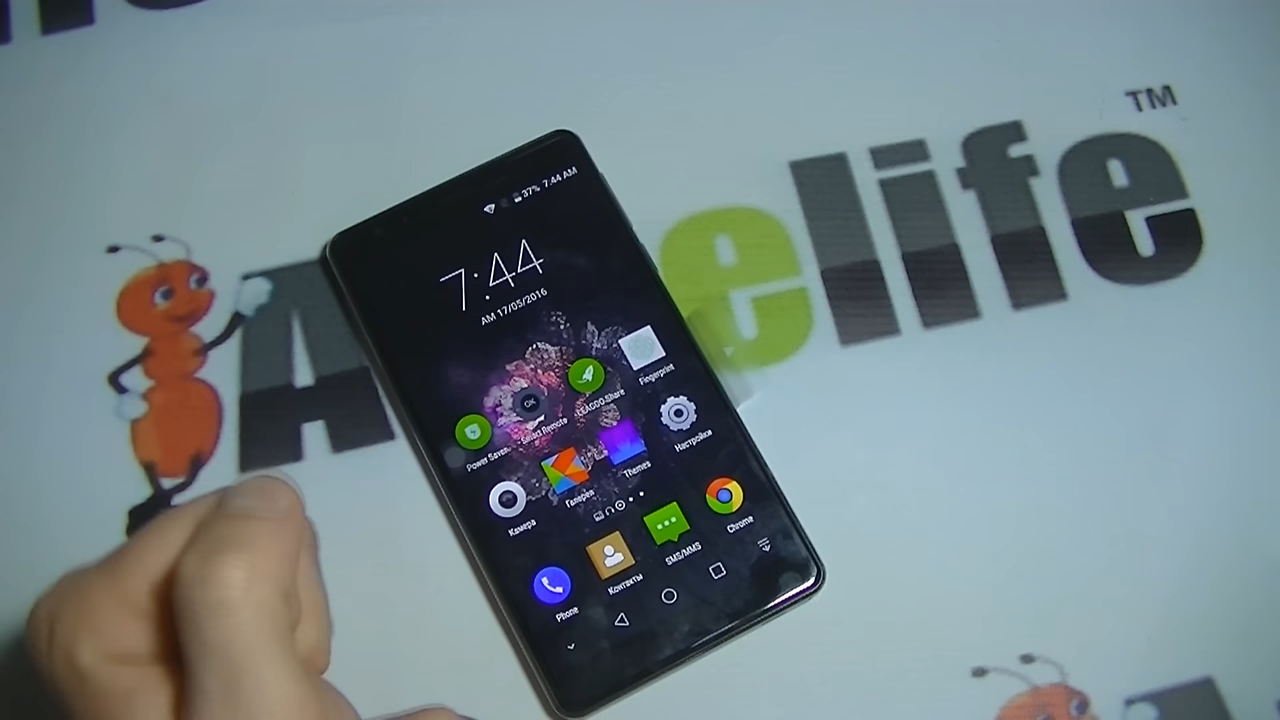 TM
A elife
37% 7:44 AM
7:44
AM 17/05/2016
Power Saver
OK
Smart Remote
LEAGOO Share
Fingerprint
Камера
Галерея
Themes
Настройки
Phone
Контакты
SMS/MMS
Chrome